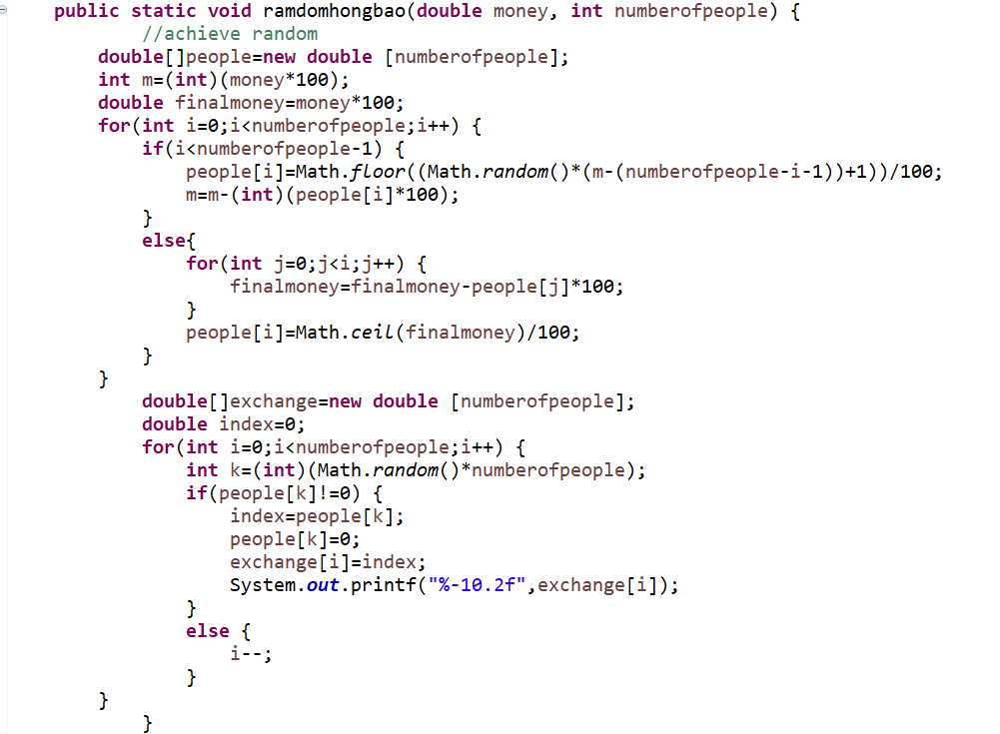 public static void ramdomhongbao(double money, int numberofpeople) {
//achieve random
double[]people=new double [numberofpeople];
int m=(int)(money*100);
double finalmoney=money*100;
for(int i=0;i<numberofpeople;i++) {
if(i<numberofpeople-1) {
people[i]=Math.floor((Math.random()*(m-(numberofpeople-i-1))+1))/100;
m=m-(int)(people[i]*100);
}
else{
for(int j=0;j<i;j++) {
finalmoney=finalmoney-people[j]*100;
}
people[i]=Math.ceil(finalmoney)/100;
}
}
double[]exchange=new double [numberofpeople];
double index=0;
for(int i=0;i<numberofpeople;i++) {
int k=(int)(Math.random()*numberofpeople);
if(people[k]!=0) {
index=people[k];
people[k]=0;
exchange[i]=index;
System.out.printf("%-10.2f",exchange[i]);
}
else {
i--;
}
}
}